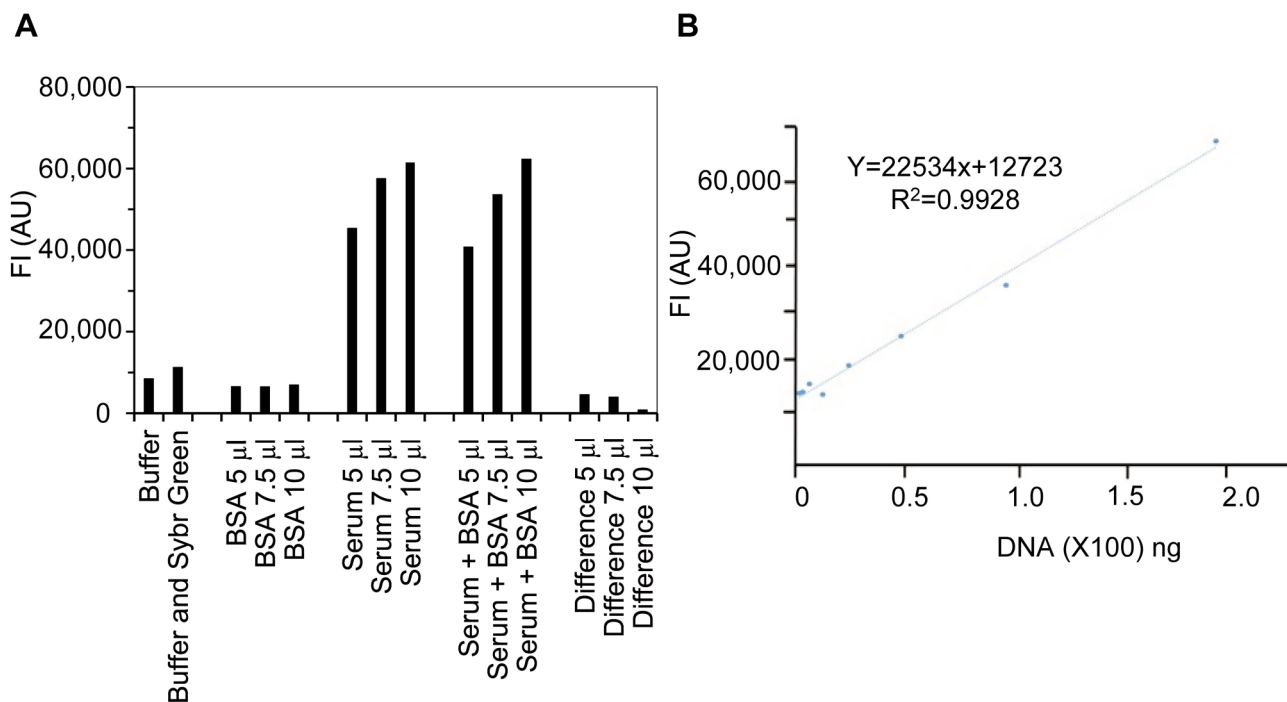 A
80,000
60,000
40,000
20,000
0
FI (AU)
Buffer
Buffer and Sybr Green
BSA 5 µl
BSA 7.5 µl
BSA 10 µl
Serum 5 µl
Serum 7.5 µl
Serum 10 µl
Serum + BSA 5 µl
Serum + BSA 7.5 µl
Serum + BSA 10 µl
Difference 5 µl
Difference 7.5 µl
Difference 10 µl
B
Y=22534x+12723
R²=0.9928
60,000
40,000
20,000
FI (AU)
0
0.5
1.0
1.5
2.0
DNA (X100) ng